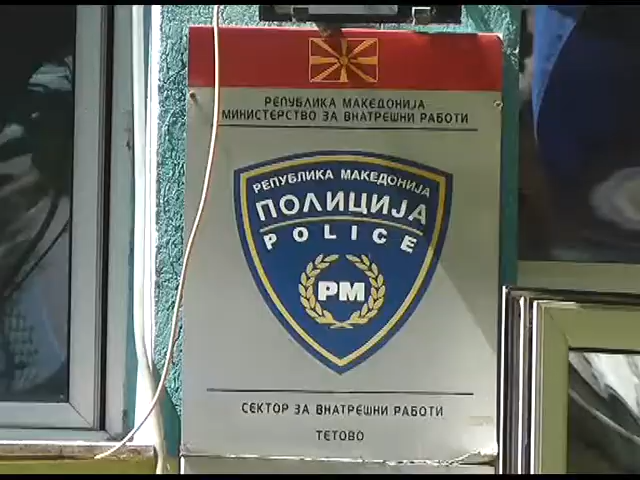 РЕПУБЛИКА МАКЕДОНИЈА
МИНИСТЕРСТВО ЗА ВНАТРЕШНИ РАБОТИ
РЕПУБЛИКА МАКЕДОНИЈА
ПОЛИЦИЈА
POLICE
РМ
СЕКТОР ЗА ВНАТРЕШНИ РАБОТИ
ТЕТОВО